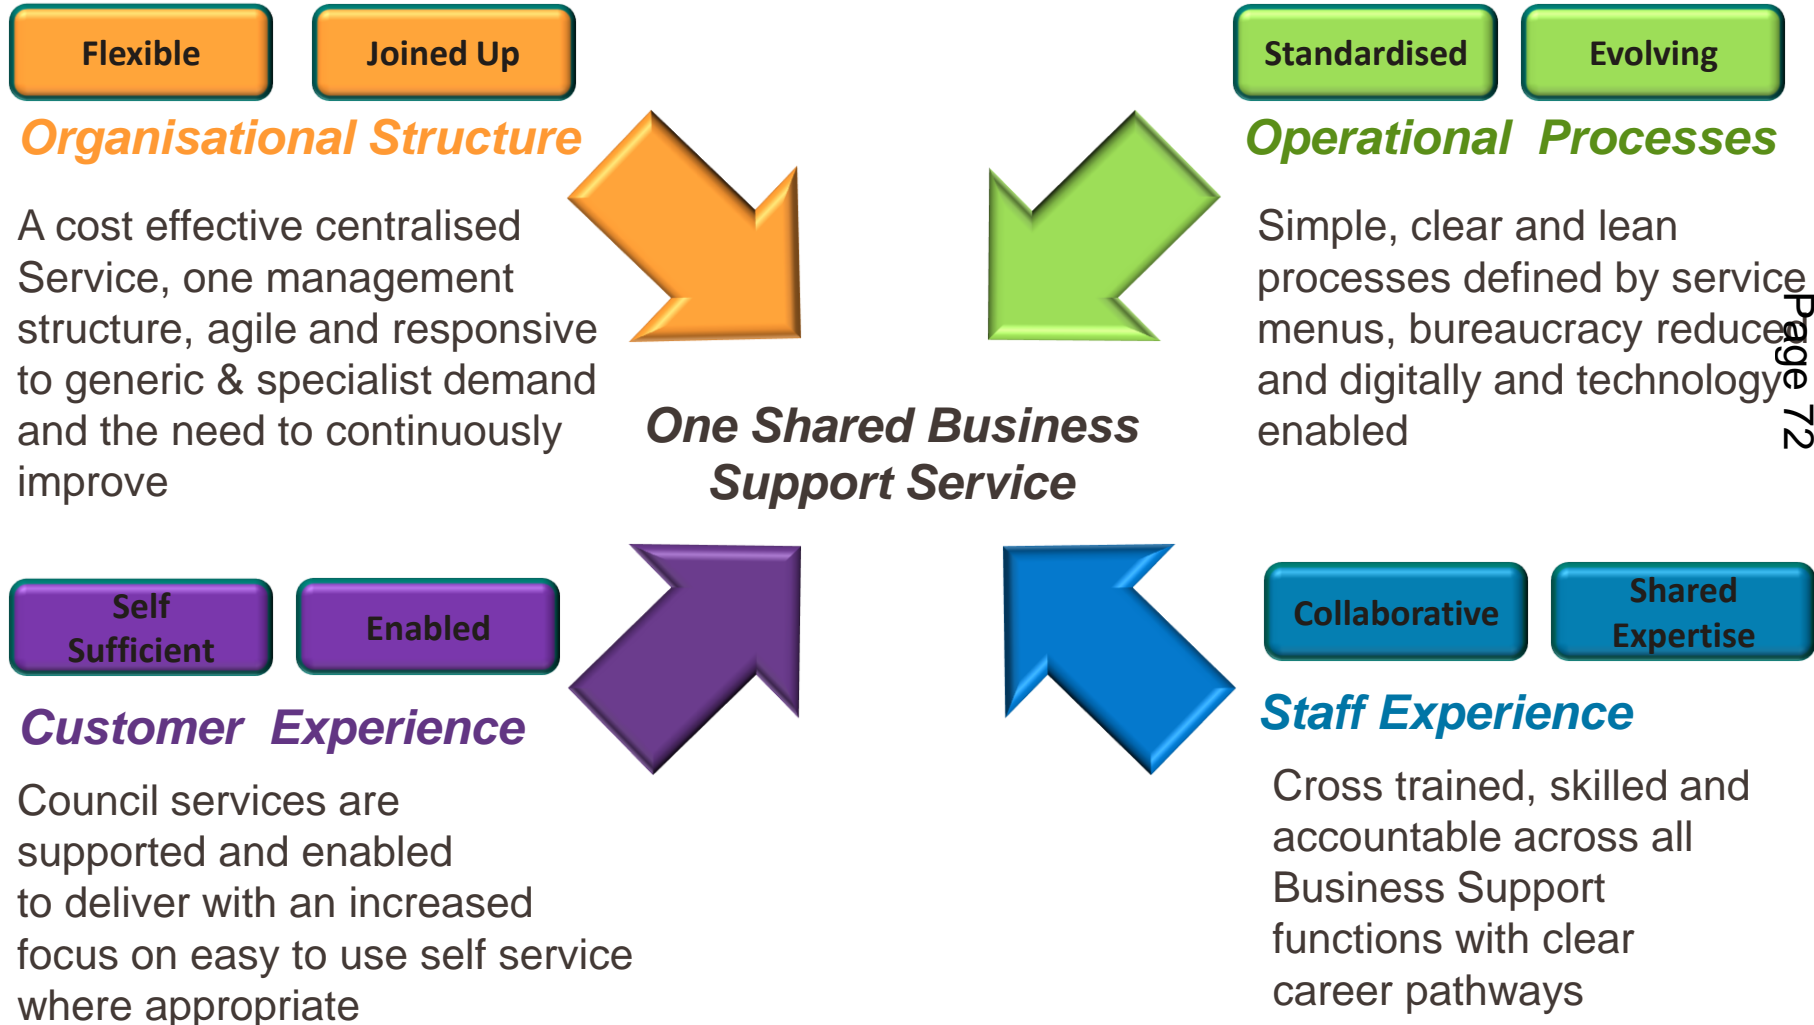 Flexible
Joined Up
Organisational Structure
A cost effective centralised
Service, one management
structure, agile and responsive
to generic & specialist demand
and the need to continuously
improve
Standardised
Evolving
Operational Processes
Simple, clear and lean
processes defined by service
menus, bureaucracy reduced
and digitally and technology
enabled
Page 72
One Shared Business
Support Service
Self
Sufficient
Enabled
Customer Experience
Council services are
supported and enabled
to deliver with an increased
focus on easy to use self service
where appropriate
Collaborative
Shared
Expertise
Staff Experience
Cross trained, skilled and
accountable across all
Business Support
functions with clear
career pathways